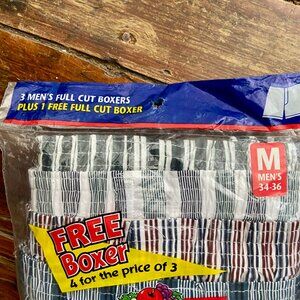 3 MEN'S FULL CUT BOXERS
PLUS 1 FREE FULL CUT BOXER
M
MEN'S
34-36
FREE
Boxer
4 for the price of 3